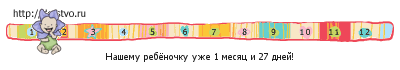 http://
tvo.ru
1 2 3 4 5 6 7 8 9 10 11 12
Нашему ребёночку уже 1 месяц и 27 дней!